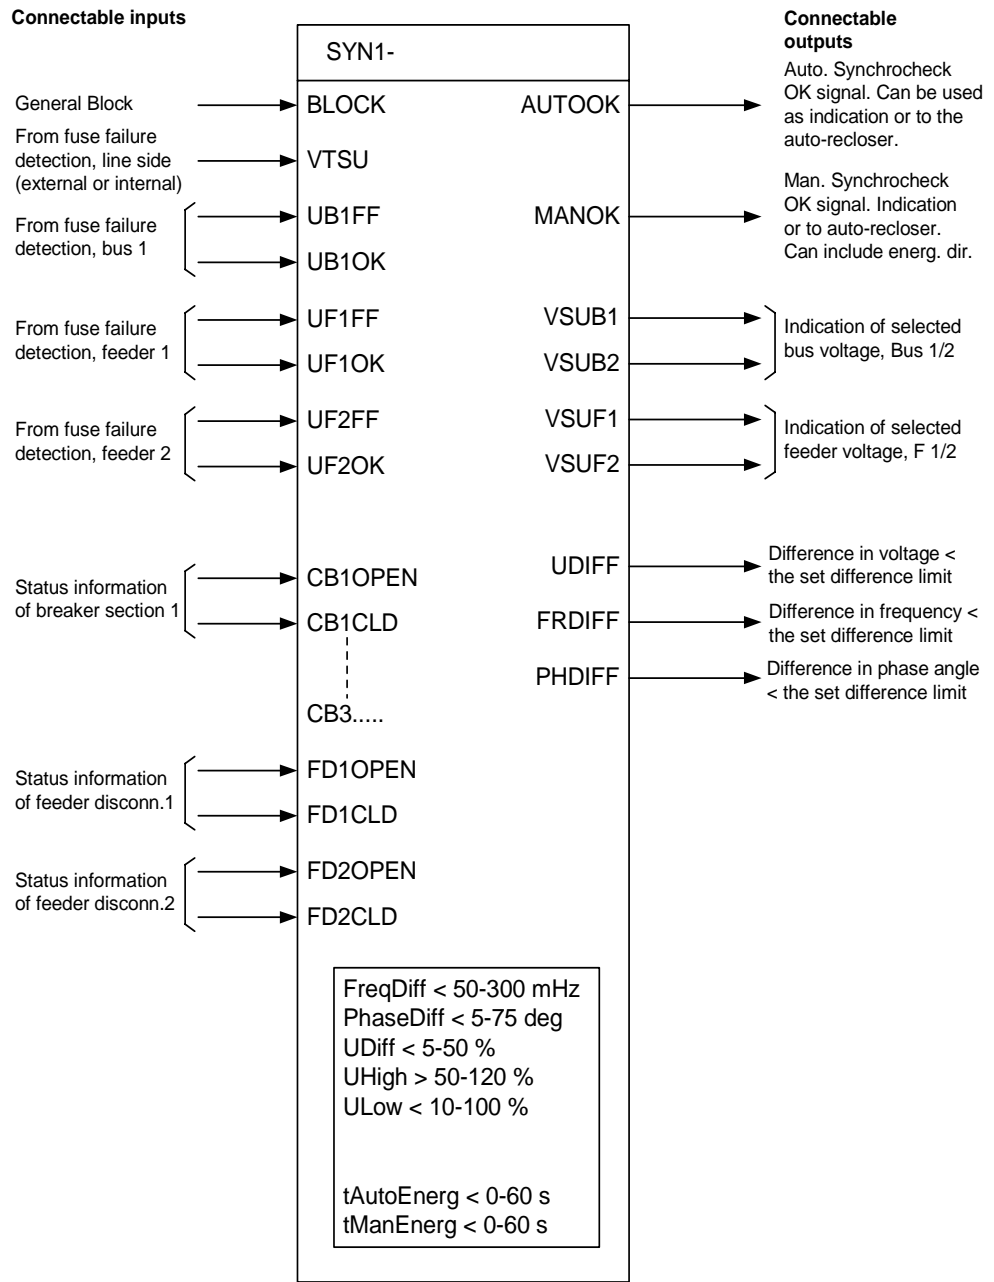 Connectable inputs
General Block
From fuse failure
detection, line side
(external or internal)
From fuse failure
detection, bus 1
From fuse failure
detection, feeder 1
From fuse failure
detection, feeder 2
Status information
of breaker section 1
Status information
of feeder disconn.1
Status information
of feeder disconn.2
SYN1-
BLOCK
VTSU
UB1FF
UB1OK
UF1FF
UF1OK
UF2FF
UF2OK
CB1OPEN
CB1CLD
CB3.....
FD1OPEN
FD1CLD
FD2OPEN
FD2CLD
AUTOOK
MANOK
VSUB1
VSUB2
VSUF1
VSUF2
UDIFF
FRDIFF
PHDIFF
FreqDiff < 50-300 mHz
PhaseDiff < 5-75 deg
UDiff < 5-50 %
UHigh > 50-120 %
ULow < 10-100 %
tAutoEnerg < 0-60 s
tManEnerg < 0-60 s
Connectable
outputs
Auto. Synchrocheck
OK signal. Can be used
as indication or to the
auto-recloser.
Man. Synchrocheck
OK signal. Indication
or to auto-recloser.
Can include energ. dir.
Indication of selected
bus voltage, Bus 1/2
Indication of selected
feeder voltage, F 1/2
Difference in voltage <
the set difference limit
Difference in frequency <
the set difference limit
Difference in phase angle
< the set difference limit